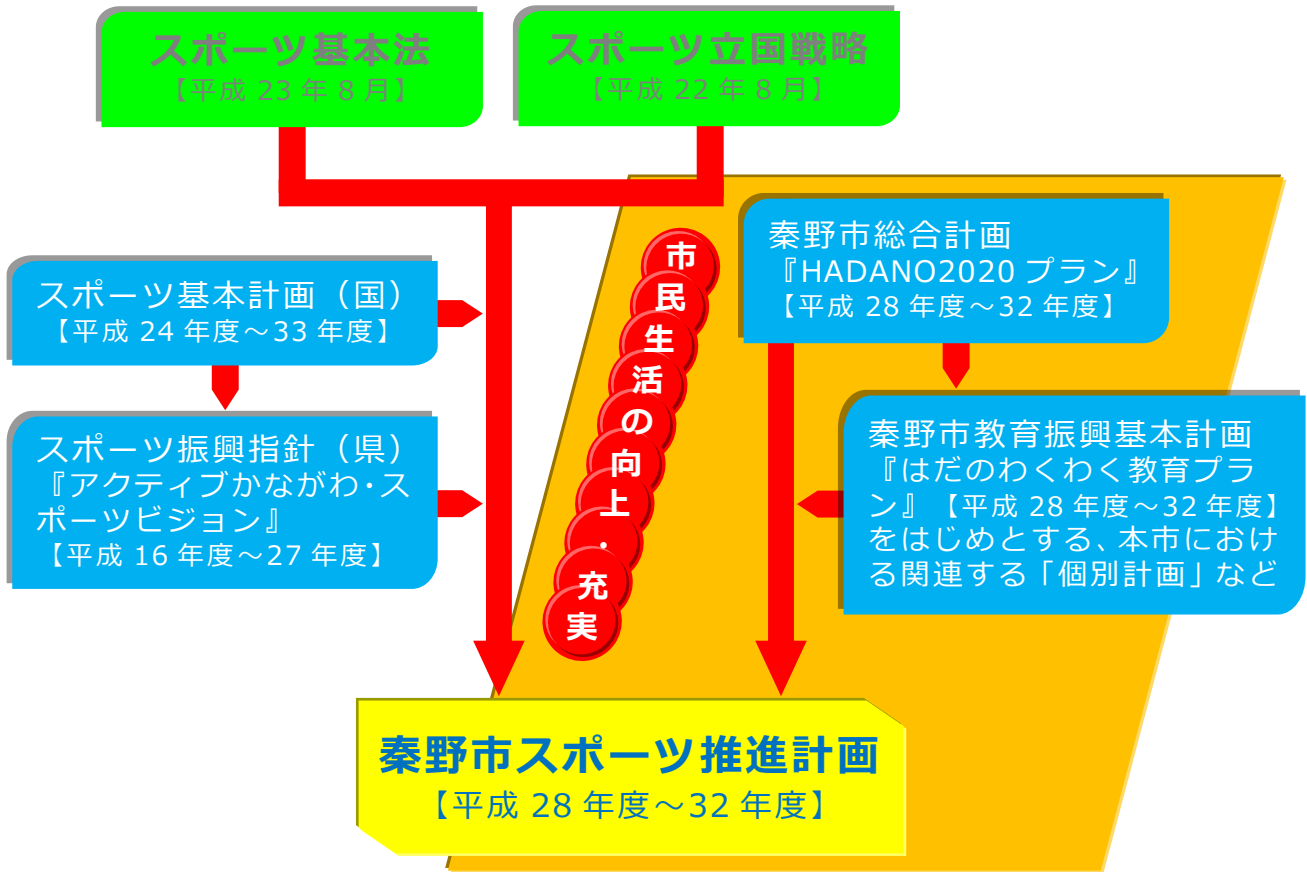 スポーツ基本法
【平成 23 年 8 月】
スポーツ立国戦略
【平成 22 年 8 月】
スポーツ基本計画（国）
【平成 24 年度～33 年度】
スポーツ振興指針（県）
『アクティブかながわ・ス
ポーツビジョン』
【平成 16 年度～27 年度】
市民生活の向上・充実
秦野市総合計画
『HADANO2020 プラン』
【平成 28 年度～32 年度】
秦野市教育振興基本計画
『はだのわくわく教育プラ
ン』【平成 28 年度～32 年度】
をはじめとする、本市におけ
る関連する「個別計画」など
秦野市スポーツ推進計画
【平成 28 年度～32 年度】